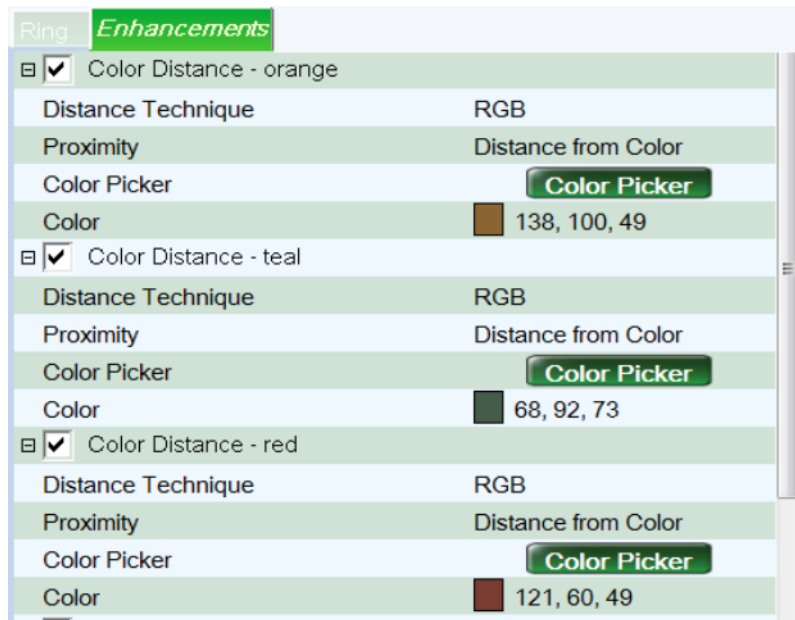 Ring Enhancements
Color Distance - orange
Distance Technique RGB
Proximity Distance from Color
Color Picker Color Picker
Color 138, 100, 49
Color Distance - teal
Distance Technique RGB
Proximity Distance from Color
Color Picker Color Picker
Color 68, 92, 73
Color Distance - red
Distance Technique RGB
Proximity Distance from Color
Color Picker Color Picker
Color 121, 60, 49